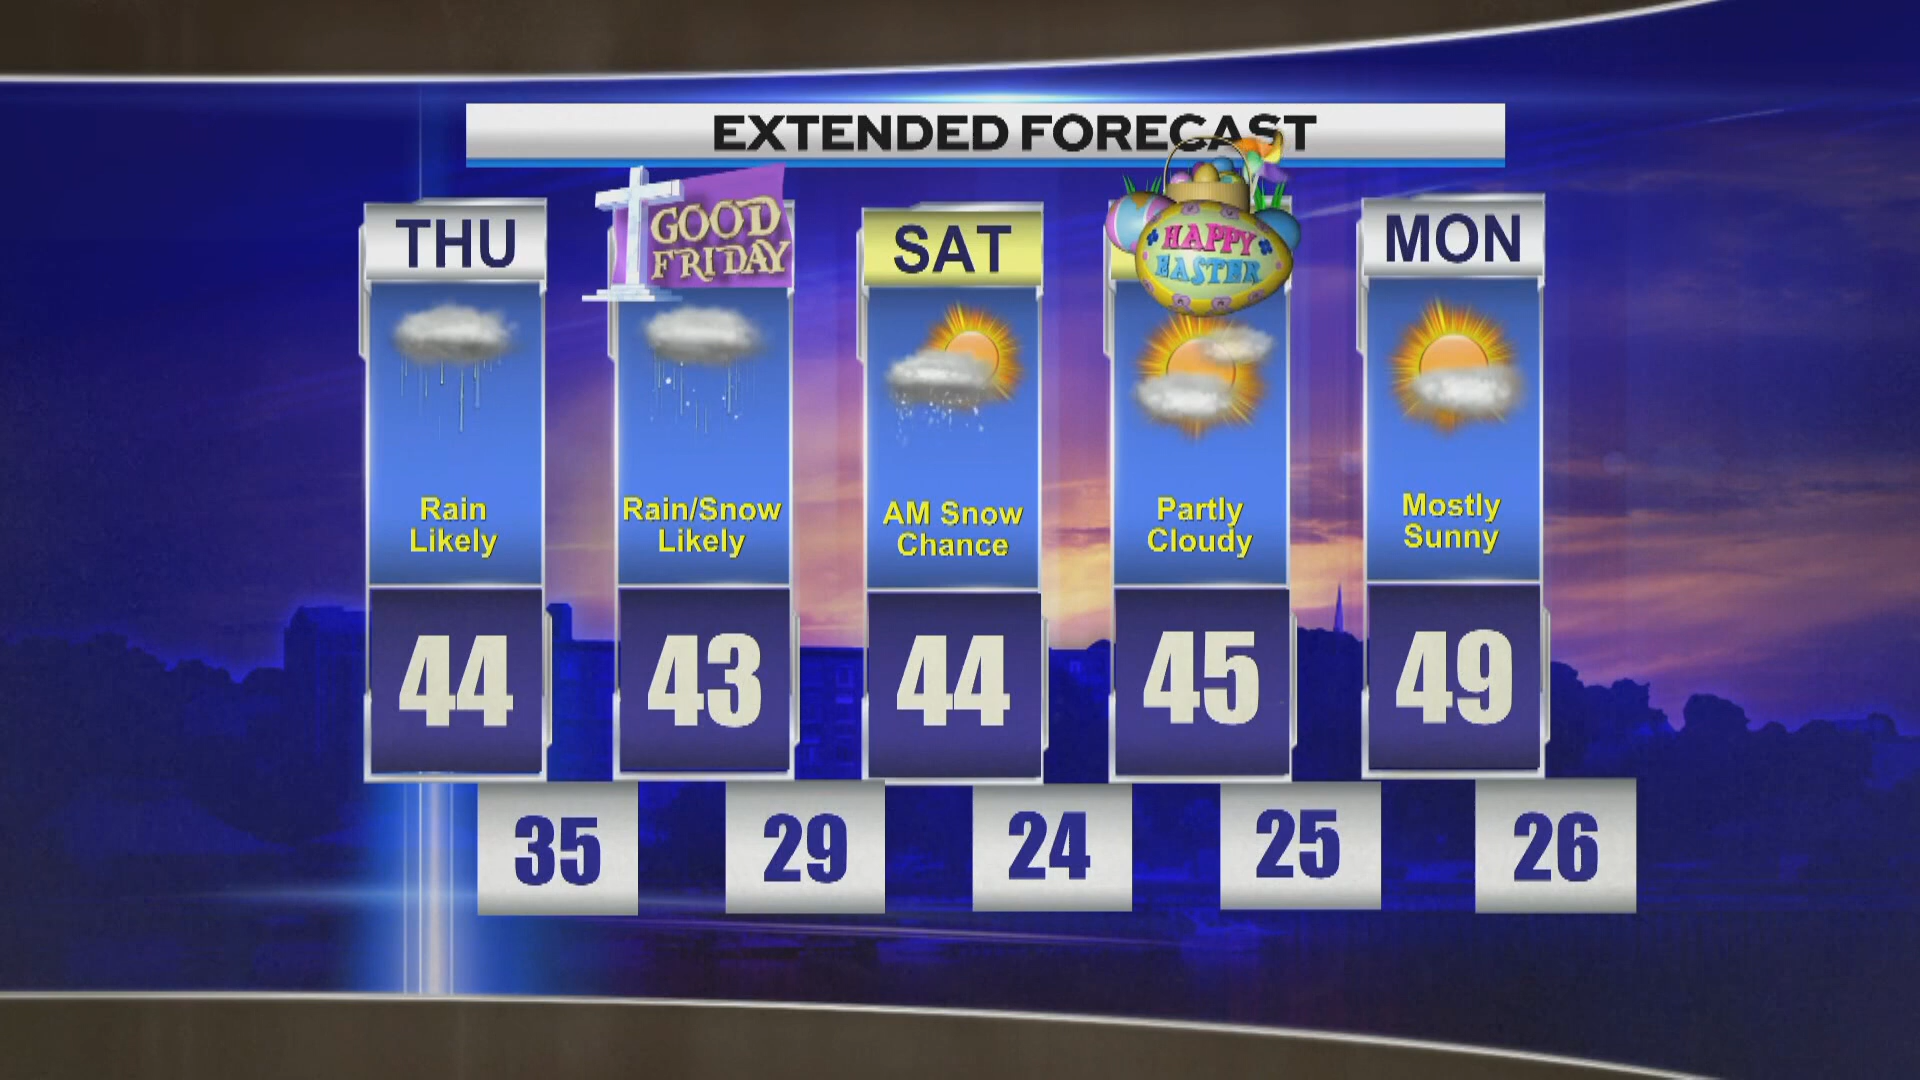 EXTENDED FORECAST
THU
GOOD
FRIDAY
SAT
HAPPY
EASTER
MON
Rain
Likely
Rain/Snow
Likely
AM Snow
Chance
Partly
Cloudy
Mostly
Sunny
44
43
44
45
49
35
29
24
25
26